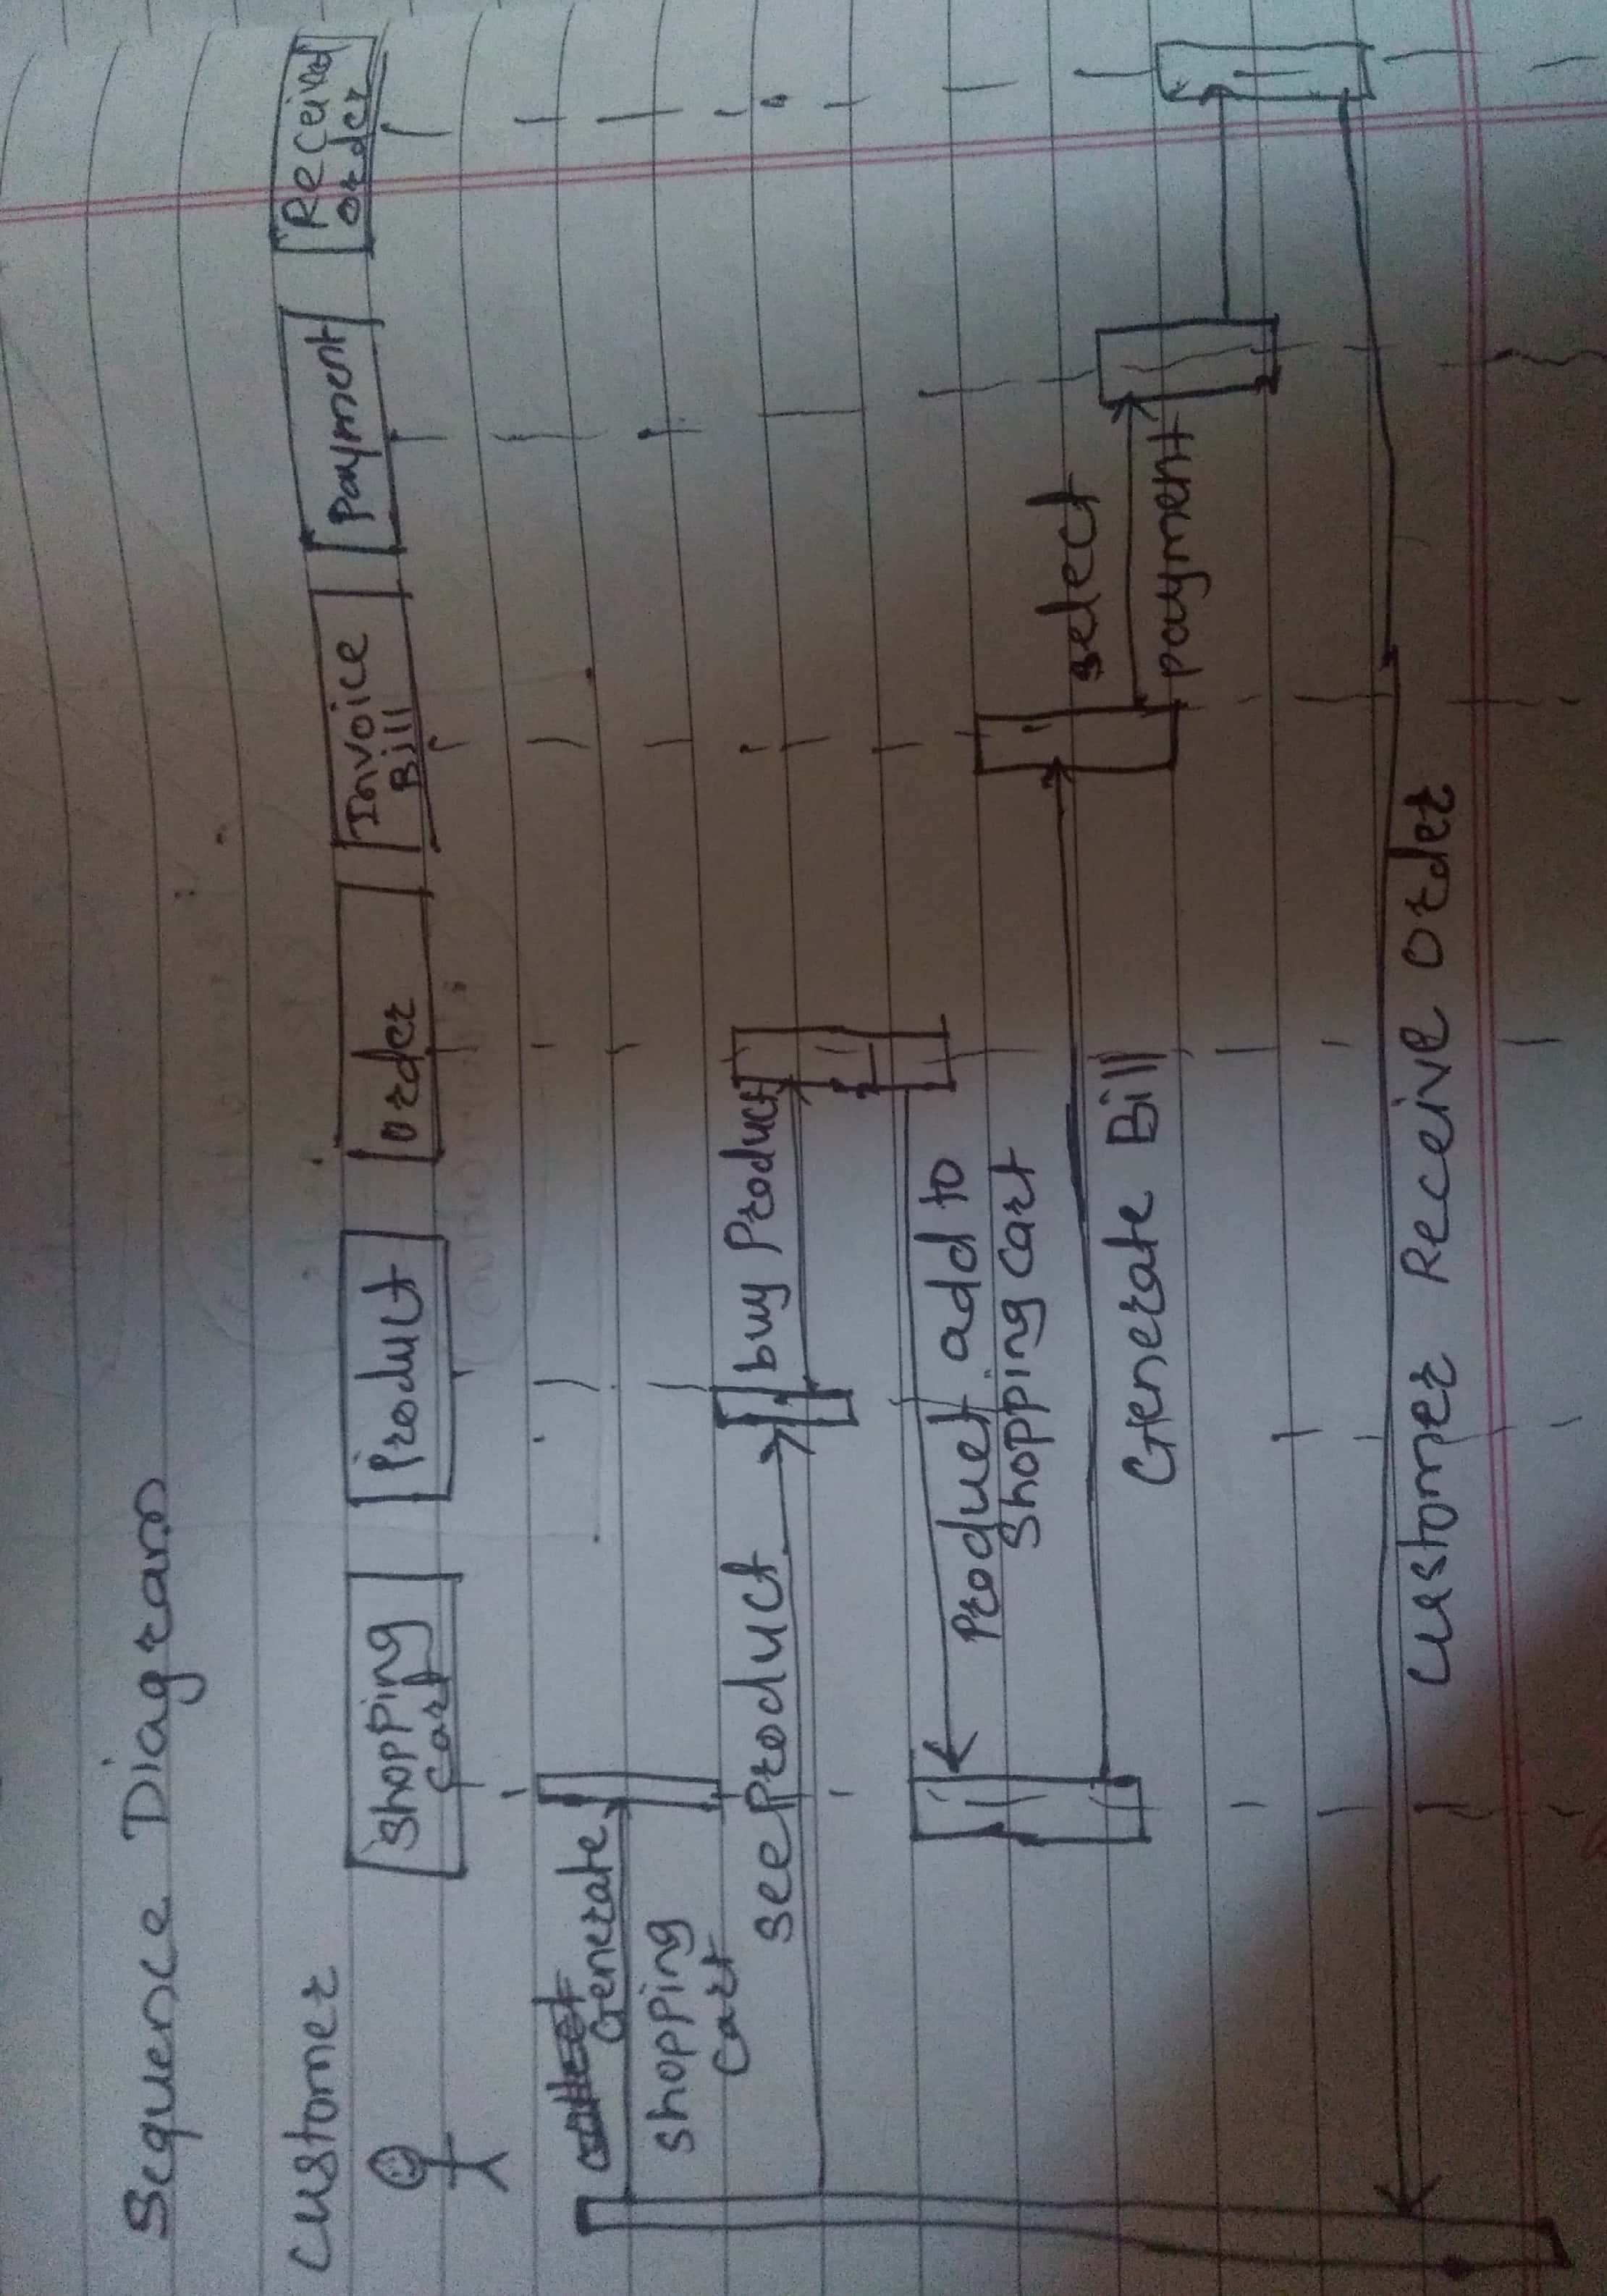 Sequence Diagram
Customer
Shopping
Cart
Product
Order
Invoice
Bill
Payment
Received
Order
Generate
Shopping
Cart
see Product
buy Product
Product add to
Shopping Cart
Generate Bill
select
payment
Customer Receive Order